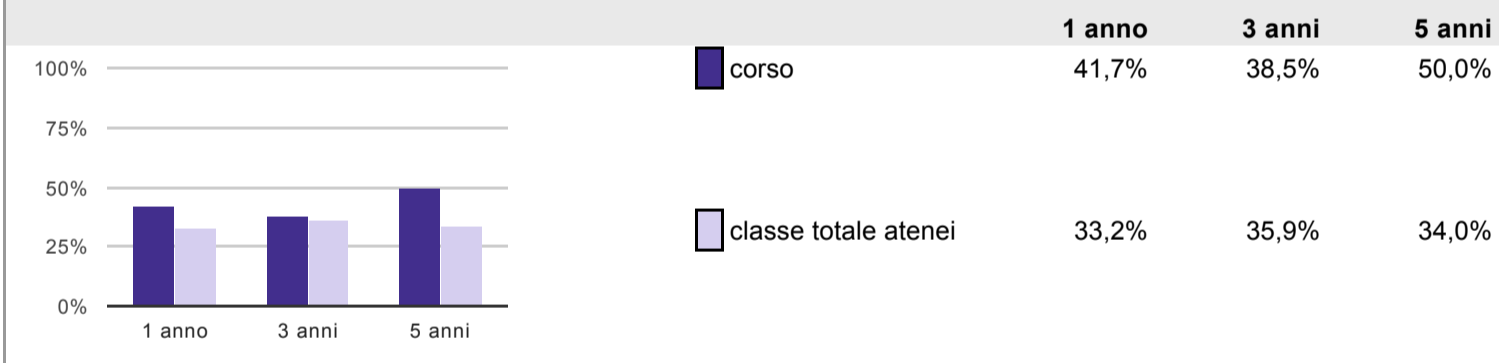 1 anno 3 anni 5 anni
100%
75%
50%
25%
0%
1 anno 3 anni 5 anni
corso 41,7% 38,5% 50,0%
classe totale atenei 33,2% 35,9% 34,0%